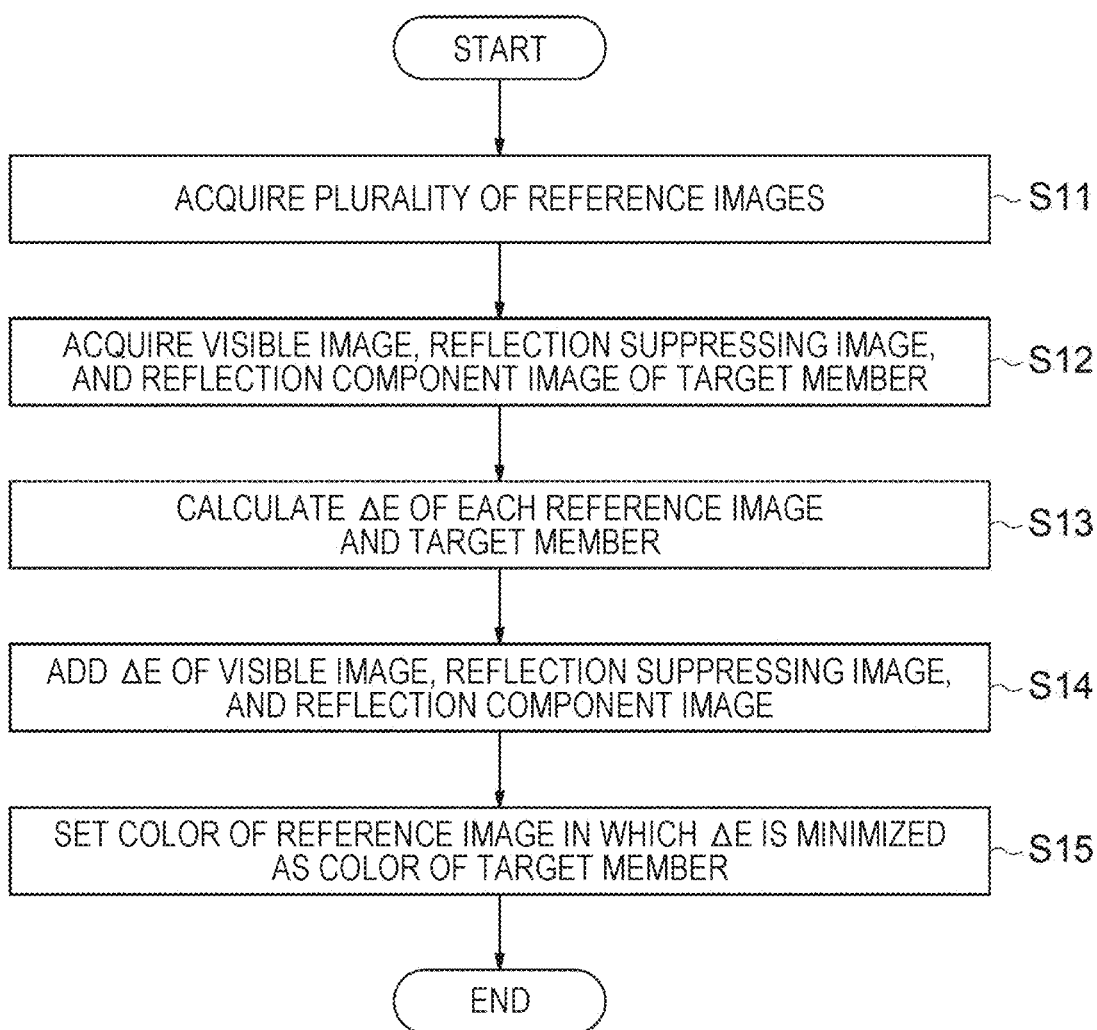 START
ACQUIRE PLURALITY OF REFERENCE IMAGES
S11
ACQUIRE VISIBLE IMAGE, REFLECTION SUPPRESSING IMAGE,
AND REFLECTION COMPONENT IMAGE OF TARGET MEMBER
S12
CALCULATE ΔE OF EACH REFERENCE IMAGE
AND TARGET MEMBER
S13
ADD ΔE OF VISIBLE IMAGE, REFLECTION SUPPRESSING IMAGE,
AND REFLECTION COMPONENT IMAGE
S14
SET COLOR OF REFERENCE IMAGE IN WHICH ΔE IS MINIMIZED
AS COLOR OF TARGET MEMBER
S15
END